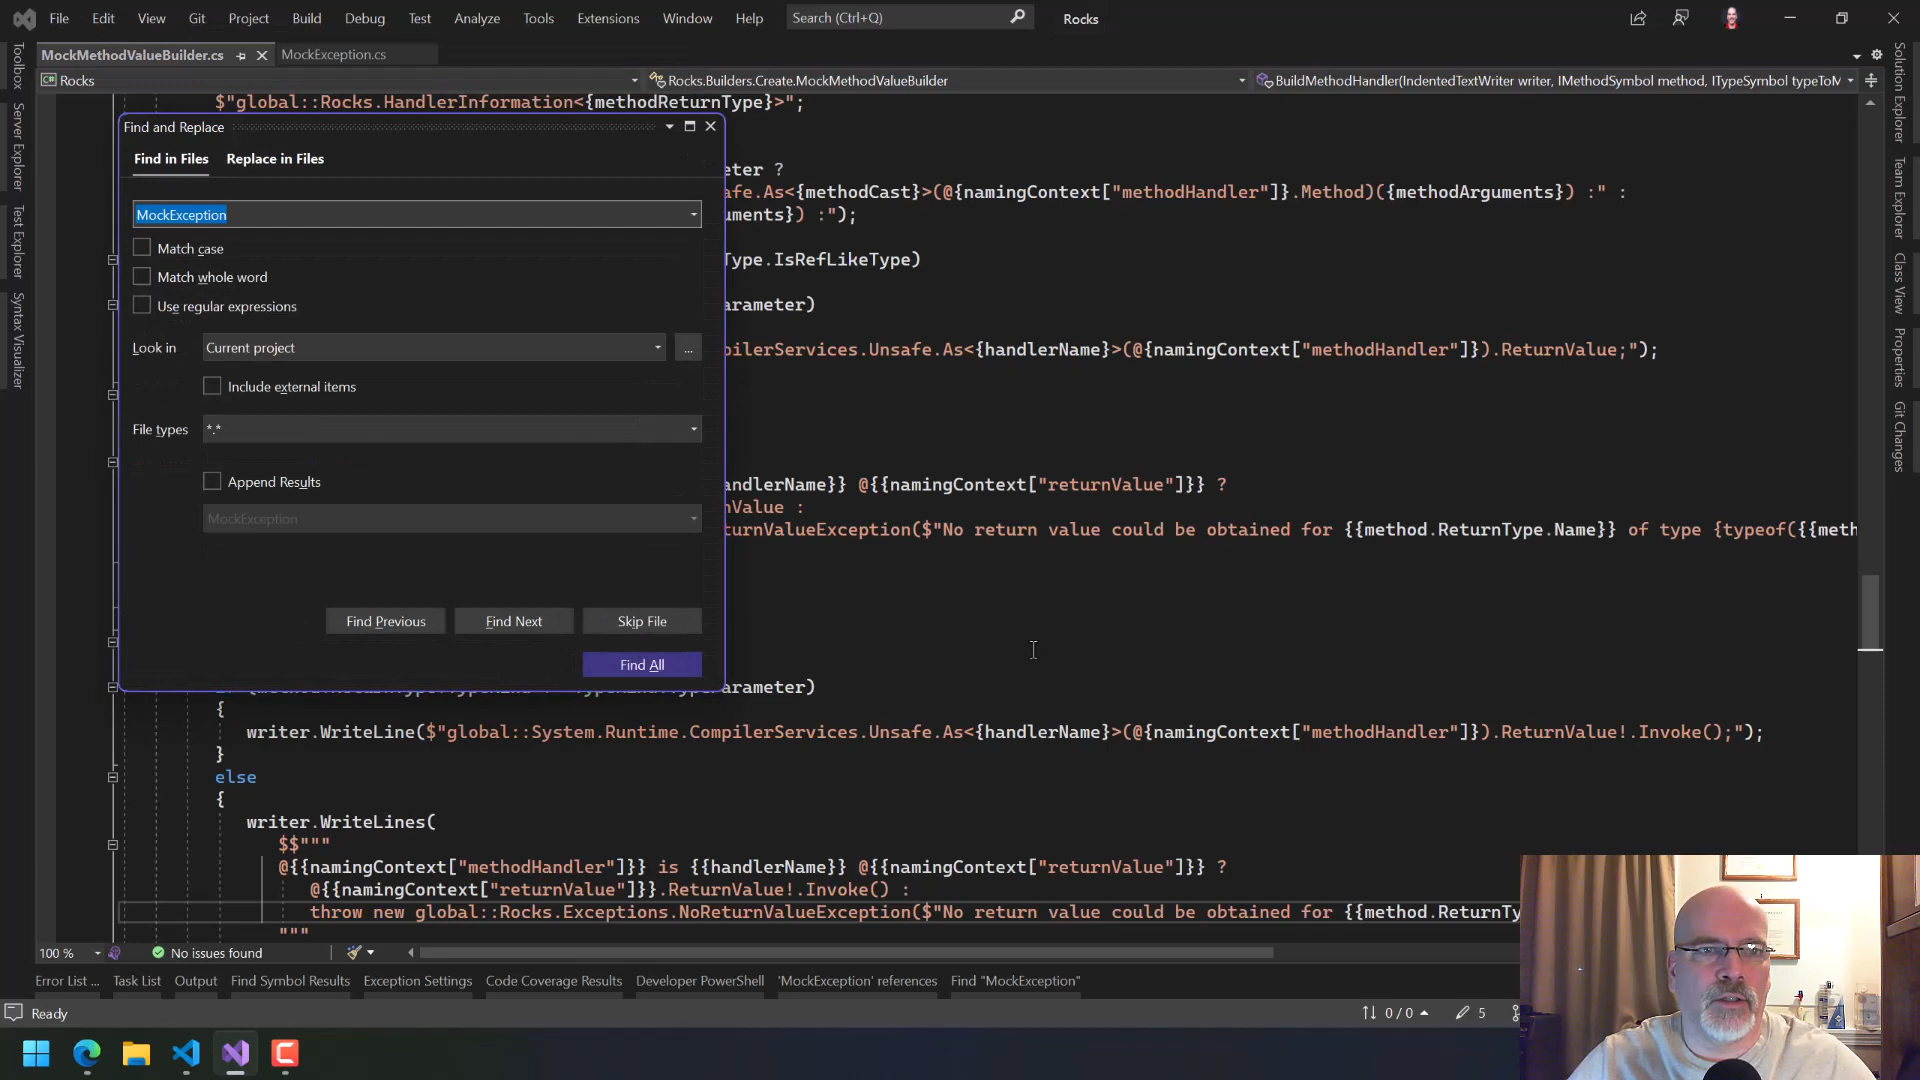 File Edit View Git Project Build Debug Test Analyze Tools Extensions Window Help Search (Ctrl+Q) Rocks
MockMethodValueBuilder.cs MockException.cs
C# Rocks Rocks.Builders.Create.MockMethodValueBuilder BuildMethodHandler(IndentedTextWriter writer, IMethodSymbol method, ITypeSymbol typeToM
$"global::Rocks.HandlerInformation<{methodReturnType}>";
Find and Replace
Find in Files Replace in Files
MockException
Match case
Match whole word
Use regular expressions
Look in Current project ...
Include external items
File types *.*
Append Results
MockException
Find Previous Find Next Skip File
Find All
eter ?
afe.As<{methodCast}>(@{namingContext["methodHandler"]}.Method)({methodArguments}) :" :
uments}) :");
Type.IsRefLikeType)
arameter)
pilerServices.Unsafe.As<{handlerName}>(@{namingContext["methodHandler"]}).ReturnValue;");
andlerName}} @{{namingContext["returnValue"]}} ?
nValue :
urnValueException($"No return value could be obtained for {{method.ReturnType.Name}} of type {typeof({{meth
arameter)
{
writer.WriteLine($"global::System.Runtime.CompilerServices.Unsafe.As<{handlerName}>(@{namingContext["methodHandler"]}).ReturnValue!.Invoke();");
}
else
{
writer.WriteLines(
$$"""
@{{namingContext["methodHandler"]}} is {{handlerName}} @{{namingContext["returnValue"]}} ?
@{{namingContext["returnValue"]}}.ReturnValue!.Invoke() :
throw new global::Rocks.Exceptions.NoReturnValueException($"No return value could be obtained for {{method.ReturnTy
"""
100 % No issues found
Error List ... Task List Output Find Symbol Results Exception Settings Code Coverage Results Developer PowerShell 'MockException' references Find "MockException"
Ready 0 / 0 5
Toolbox
Server Explorer
Test Explorer
Syntax Visualizer
Solution Explorer
Team Explorer
Class View
Properties
Git Changes